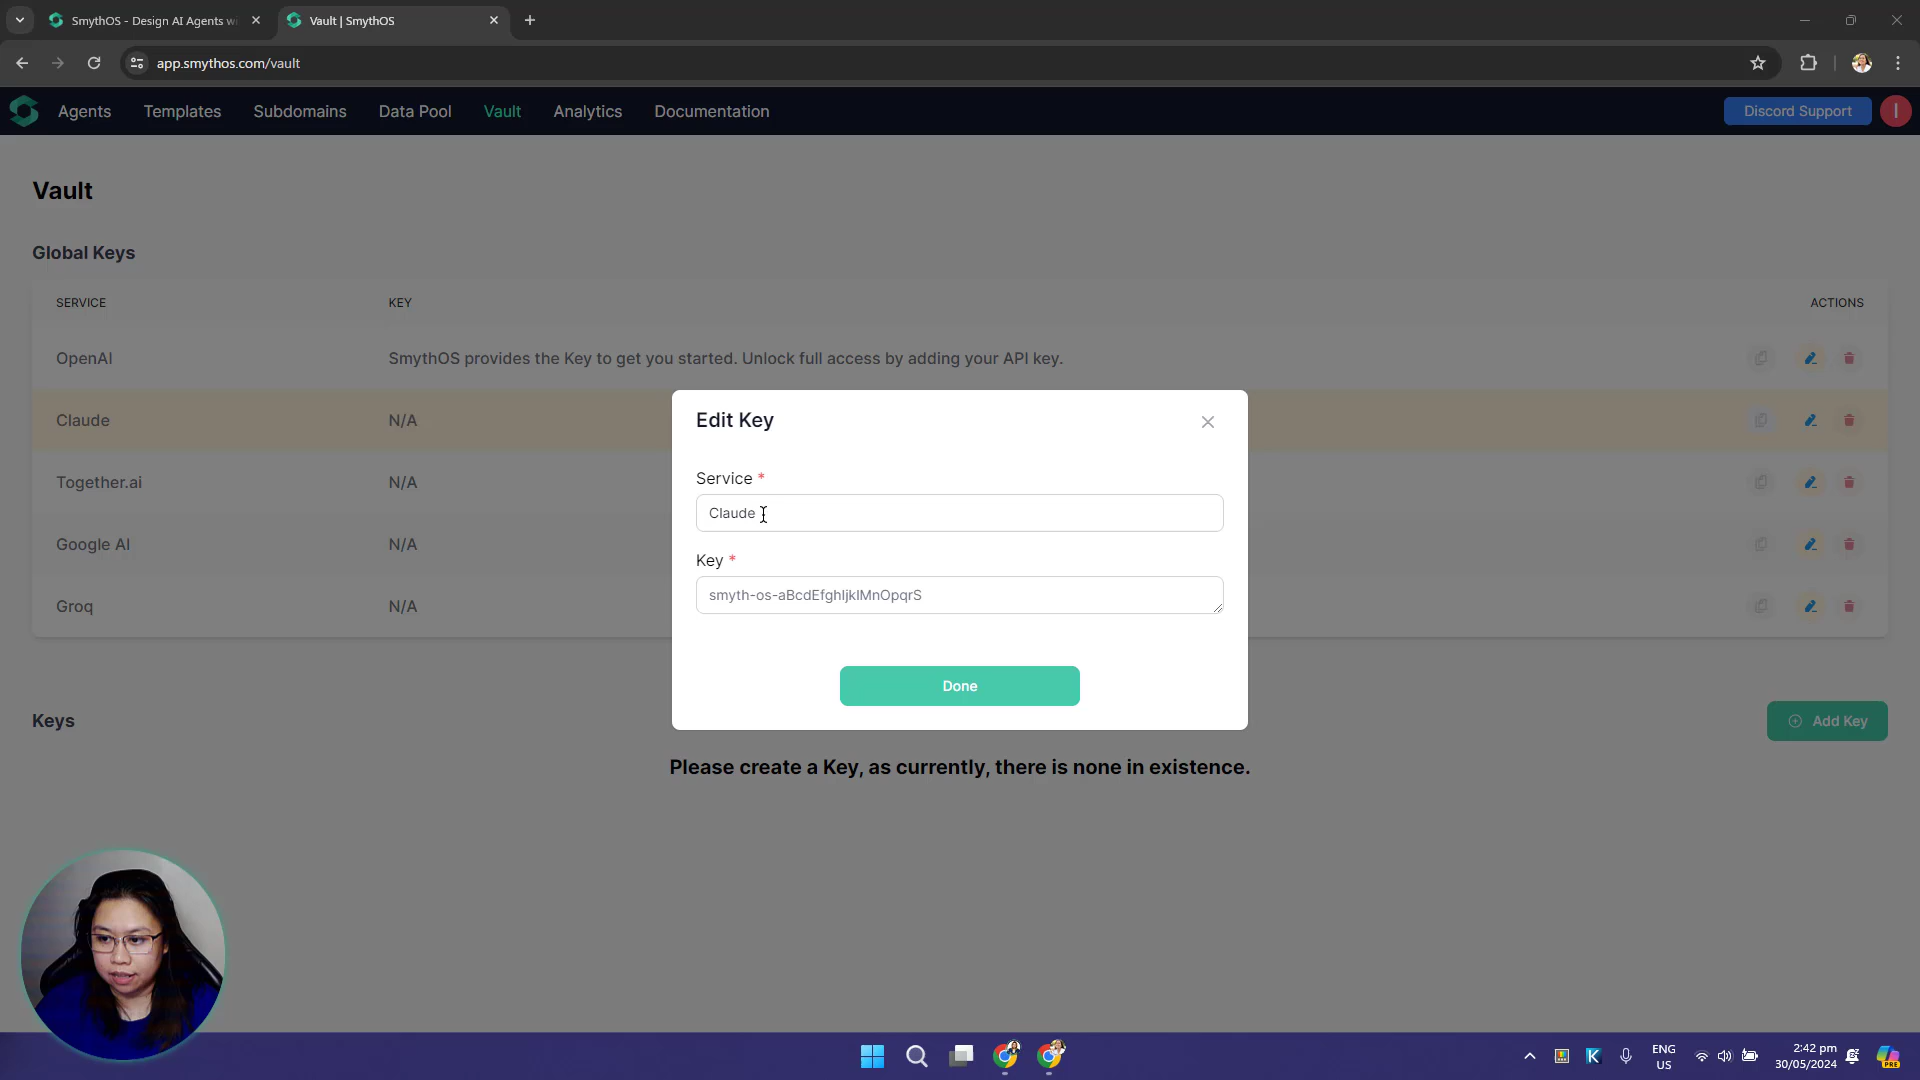 SmythOS - Design AI Agents wi
Vault | SmythOS
app.smythos.com/vault
Agents
Templates
Subdomains
Data Pool
Vault
Analytics
Documentation
Discord Support
I
Vault
Global Keys
SERVICE
KEY
ACTIONS
OpenAI
SmythOS provides the Key to get you started. Unlock full access by adding your API key.
Claude
N/A
Together.ai
N/A
Google AI
N/A
Groq
N/A
Edit Key
Service *
Claude
Key *
smyth-os-aBcdEfghIjklMnOpqrS
Done
Keys
Add Key
Please create a Key, as currently, there is none in existence.
K
ENG
US
2:42 pm
30/05/2024
PRE